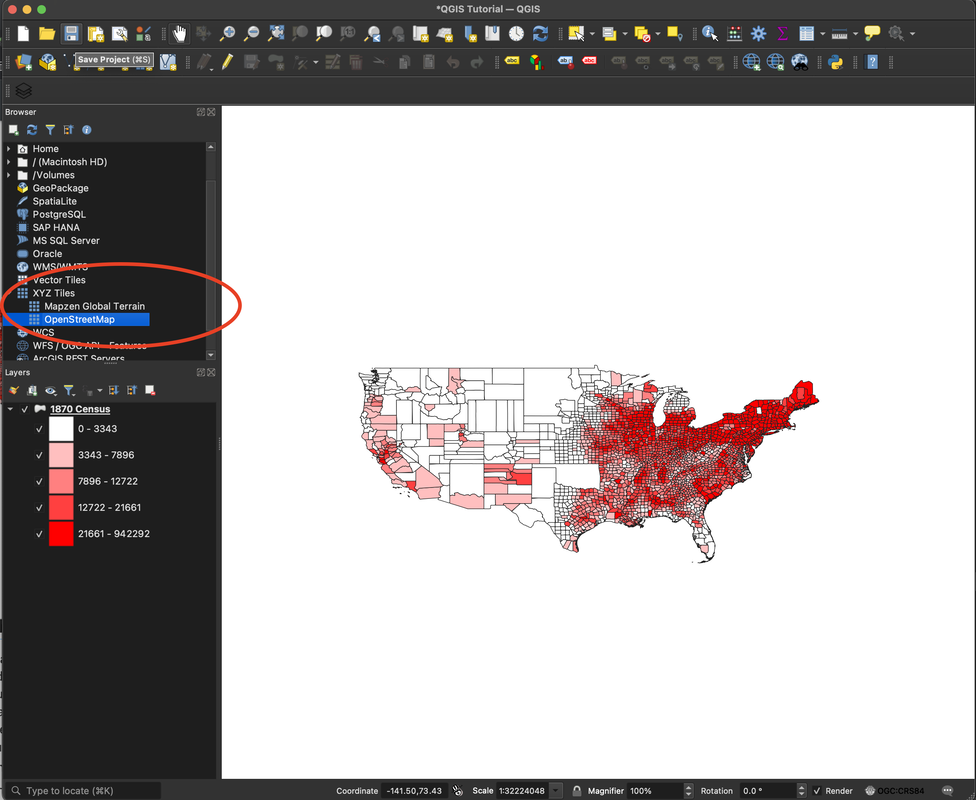 *QGIS Tutorial — QGIS
Save Project (⌘S)
abc
abc
Browser
Home
/ (Macintosh HD)
/Volumes
GeoPackage
SpatiaLite
PostgreSQL
SAP HANA
MS SQL Server
Oracle
WMS/WMTS
Vector Tiles
XYZ Tiles
Mapzen Global Terrain
OpenStreetMap
WCS
WFS / OGC API - Features
ArcGIS REST Servers
Layers
1870 Census
0 - 3343
3343 - 7896
7896 - 12722
12722 - 21661
21661 - 942292
Type to locate (⌘K)
Coordinate -141.50,73.43 Scale 1:32224048 Magnifier 100% Rotation 0.0 ° Render OGC:CRS84